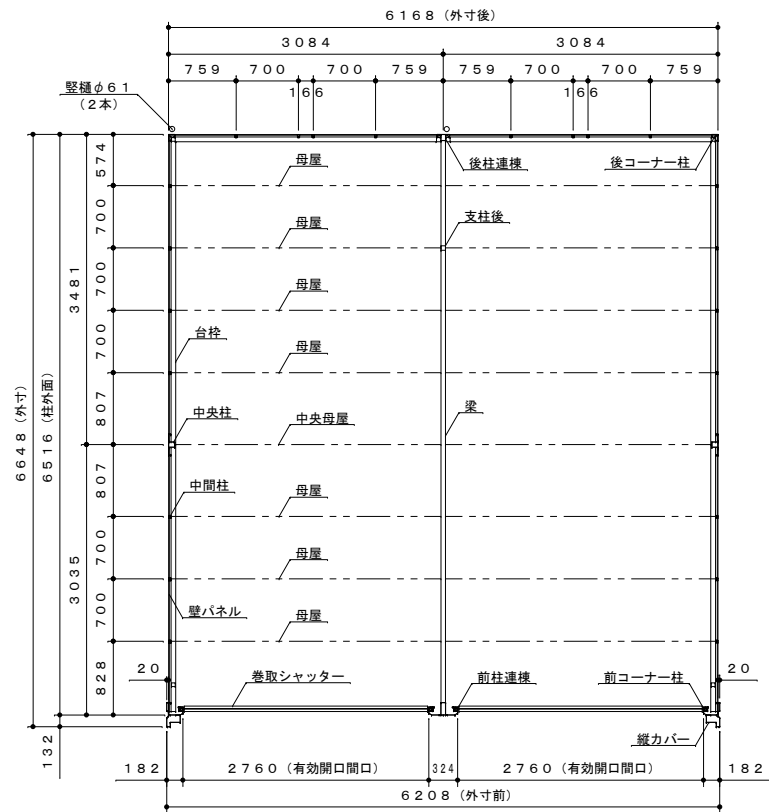 6168(外寸後)
3084
3084
759
700
700
759
759
700
700
759
166
166
竪樋φ61
(2本)
母屋
後柱連棟
後コーナー柱
574
700
母屋
支柱後
700
母屋
3481
700
台枠
母屋
807
中央柱
中央母屋
梁
6648(外寸)
6516(柱外面)
807
中間柱
母屋
700
母屋
3035
700
壁パネル
母屋
828
20
巻取シャッター
前柱連棟
前コーナー柱
20
132
縦カバー
182
2760(有効開口間口)
324
2760(有効開口間口)
182
6208(外寸前)